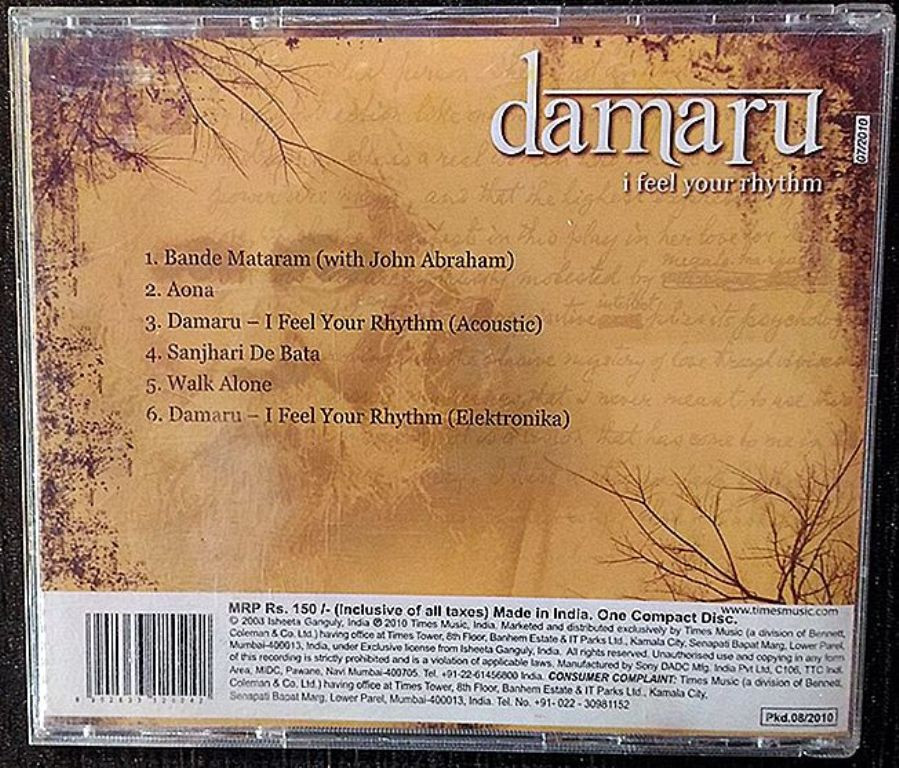 damaru
i feel your rhythm
07/2010
1. Bande Mataram (with John Abraham)
2. Aona
3. Damaru – I Feel Your Rhythm (Acoustic)
4. Sanjhari De Bata
5. Walk Alone
6. Damaru – I Feel Your Rhythm (Elektronika)
www.timesmusic.com
MRP Rs. 150 /- (Inclusive of all taxes) Made in India. One Compact Disc.
© 2003 Isheeta Ganguly, India ℗ 2010 Times Music, India. Marketed and distributed exclusively by Times Music (a division of Bennett,
Coleman & Co. Ltd.) having office at Times Tower, 8th Floor, Banhem Estate & IT Parks Ltd., Kamala City, Senapati Bapat Marg, Lower Parel,
Mumbai-400013, India, under Exclusive license from Isheeta Ganguly, India. All rights reserved. Unauthorised use and copying in any form
of this recording is strictly prohibited and is a violation of applicable laws. Manufactured by Sony DADC Mfg. India Pvt Ltd, C106, TTC Ind.
Area, MIDC, Pawane, Navi Mumbai-400705. Tel. +91-22-61456800 India. CONSUMER COMPLAINT: Times Music (a division of Bennett,
Coleman & Co. Ltd.) having office at Times Tower, 8th Floor, Banhem Estate & IT Parks Ltd., Kamala City,
Senapati Bapat Marg, Lower Parel, Mumbai-400013, India. Tel. No. +91- 022 - 30981152
Pkd.08/2010